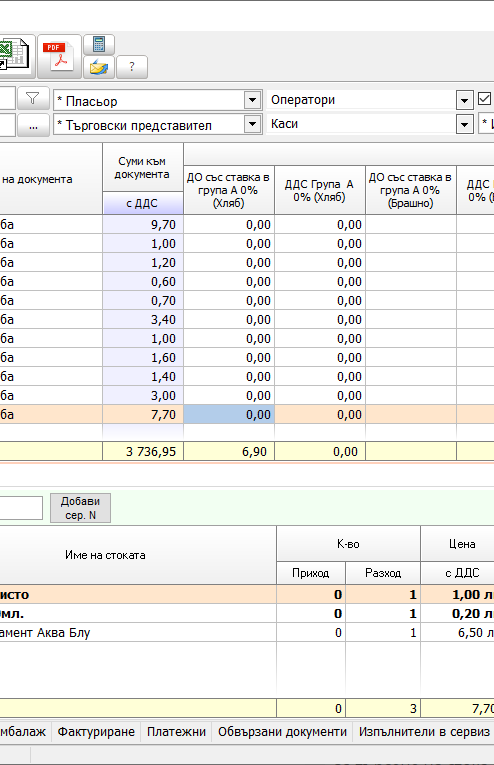 PDF
?
* Пласьор
Оператори
...
* Търговски представител
Каси
*
на документа
Суми към документа
с ДДС
ДО със ставка в група А 0% (Хляб)
ДДС Група А 0% (Хляб)
ДО със ставка в група А 0% (Брашно)
ДДС
0%
ба 9,70 0,00 0,00
ба 1,00 0,00 0,00
ба 1,20 0,00 0,00
ба 0,60 0,00 0,00
ба 0,70 0,00 0,00
ба 3,40 0,00 0,00
ба 1,00 0,00 0,00
ба 1,60 0,00 0,00
ба 1,40 0,00 0,00
ба 3,00 0,00 0,00
ба 7,70 0,00 0,00
3 736,95 6,90 0,00
Добави
сер. N
Име на стоката
К-во
Цена
Приход
Разход
с ДДС
исто 0 1 1,00 л
мл. 0 1 0,20 л
амент Аква Блу 0 1 6,50 л
0 3 7,70
мбалаж Фактуриране Платежни Обвързани документи Изпълнители в сервиз